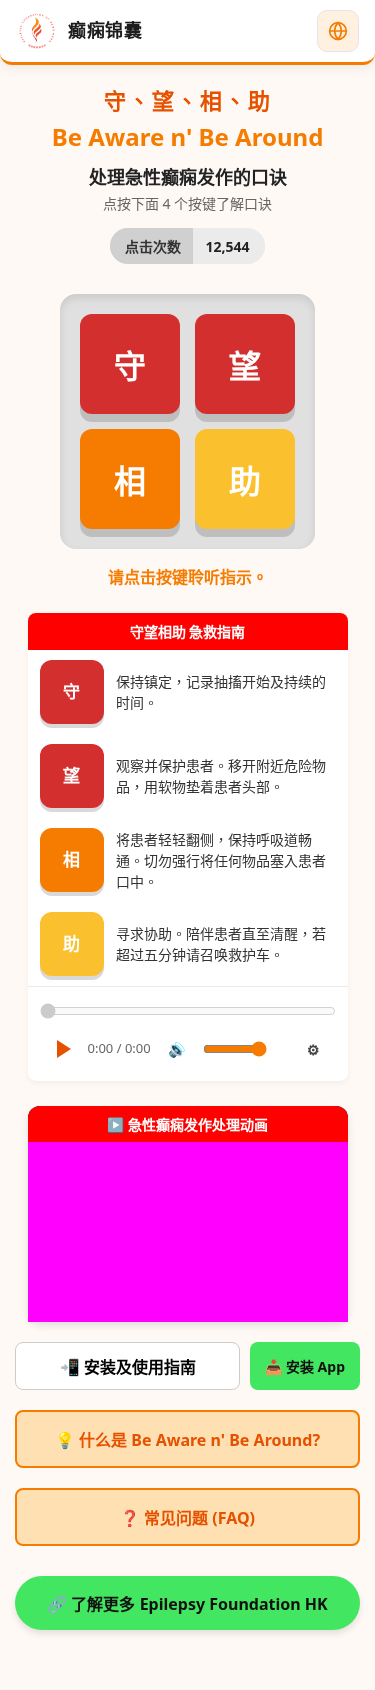 癫痫锦囊
守、望、相、助
Be Aware n' Be Around
处理急性癫痫发作的口诀
点按下面 4 个按键了解口诀
点击次数 12,544
守 望
相 助
请点击按键聆听指示。
守望相助 急救指南
守
保持镇定，记录抽搐开始及持续的
时间。
望
观察并保护患者。移开附近危险物
品，用软物垫着患者头部。
相
将患者轻轻翻侧，保持呼吸道畅
通。切勿强行将任何物品塞入患者
口中。
助
寻求协助。陪伴患者直至清醒，若
超过五分钟请召唤救护车。
0:00 / 0:00
急性癫痫发作处理动画
安装及使用指南
安装 App
什么是 Be Aware n' Be Around?
常见问题 (FAQ)
了解更多 Epilepsy Foundation HK